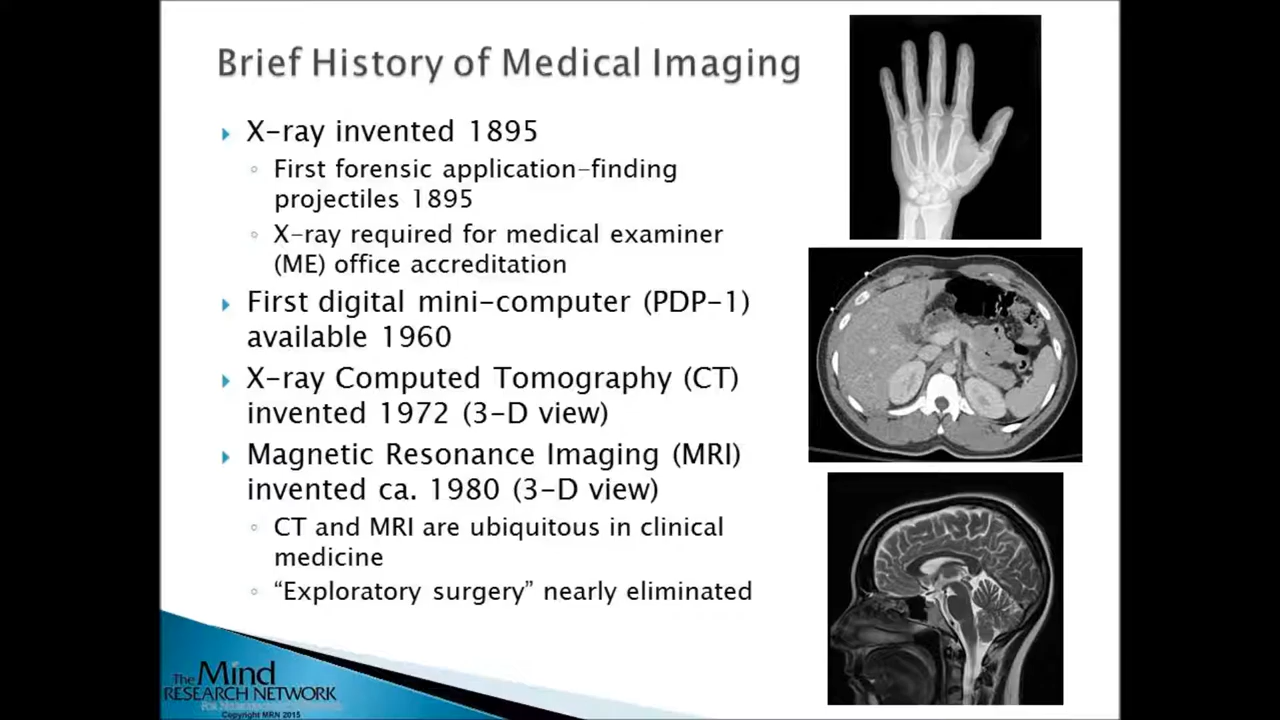 Brief History of Medical Imaging
X-ray invented 1895
First forensic application-finding
projectiles 1895
X-ray required for medical examiner
(ME) office accreditation
First digital mini-computer (PDP-1)
available 1960
X-ray Computed Tomography (CT)
invented 1972 (3-D view)
Magnetic Resonance Imaging (MRI)
invented ca. 1980 (3-D view)
CT and MRI are ubiquitous in clinical
medicine
“Exploratory surgery” nearly eliminated
The Mind
RESEARCH NETWORK
Copyright MRN 2015